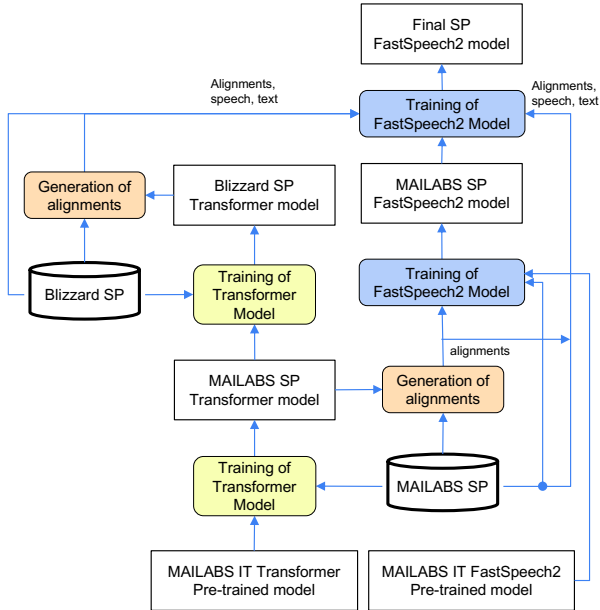 Final SP
FastSpeech2 model
Alignments,
speech, text
Alignments,
speech, text
Training of
FastSpeech2 Model
Generation of
alignments
Blizzard SP
Transformer model
MAILABS SP
FastSpeech2 model
Blizzard SP
Training of
Transformer
Model
Training of
FastSpeech2 Model
alignments
MAILABS SP
Transformer model
Generation of
alignments
Training of
Transformer
Model
MAILABS SP
MAILABS IT Transformer
Pre-trained model
MAILABS IT FastSpeech2
Pre-trained model